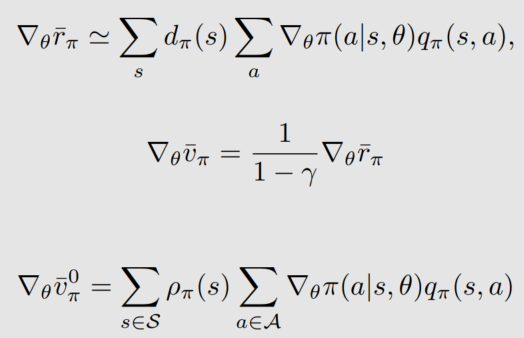 ∇_θ r̄_π ≃ ∑_s d_π(s) ∑_a ∇_θ π(a|s, θ) q_π(s, a),
∇_θ v̄_π = 1/(1 − γ) ∇_θ r̄_π
∇_θ v̄_π^0 = ∑_{s∈𝒮} ρ_π(s) ∑_{a∈𝒜} ∇_θ π(a|s, θ) q_π(s, a)